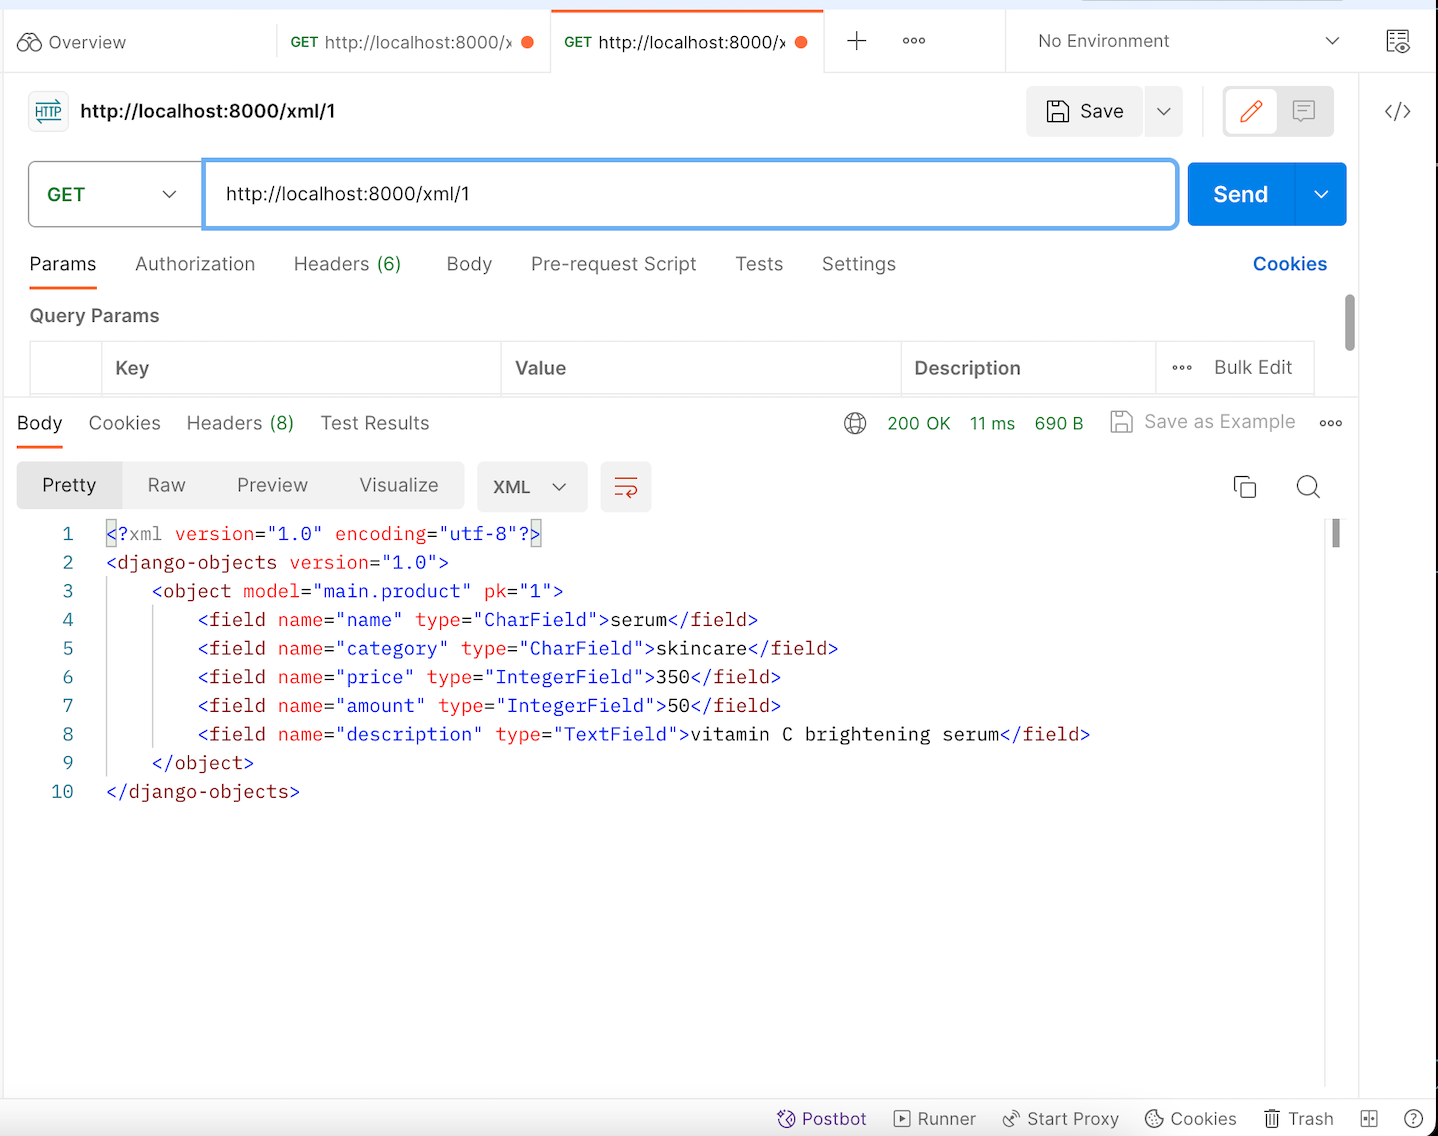 Overview
GET http://localhost:8000/x
GET http://localhost:8000/x
No Environment
HTTP http://localhost:8000/xml/1
Save
GET
http://localhost:8000/xml/1
Send
Params Authorization Headers (6) Body Pre-request Script Tests Settings Cookies
Query Params
Key Value Description Bulk Edit
Body Cookies Headers (8) Test Results 200 OK 11 ms 690 B Save as Example
Pretty Raw Preview Visualize XML
1 <?xml version="1.0" encoding="utf-8"?>
2 <django-objects version="1.0">
3 <object model="main.product" pk="1">
4 <field name="name" type="CharField">serum</field>
5 <field name="category" type="CharField">skincare</field>
6 <field name="price" type="IntegerField">350</field>
7 <field name="amount" type="IntegerField">50</field>
8 <field name="description" type="TextField">vitamin C brightening serum</field>
9 </object>
10 </django-objects>
Postbot Runner Start Proxy Cookies Trash